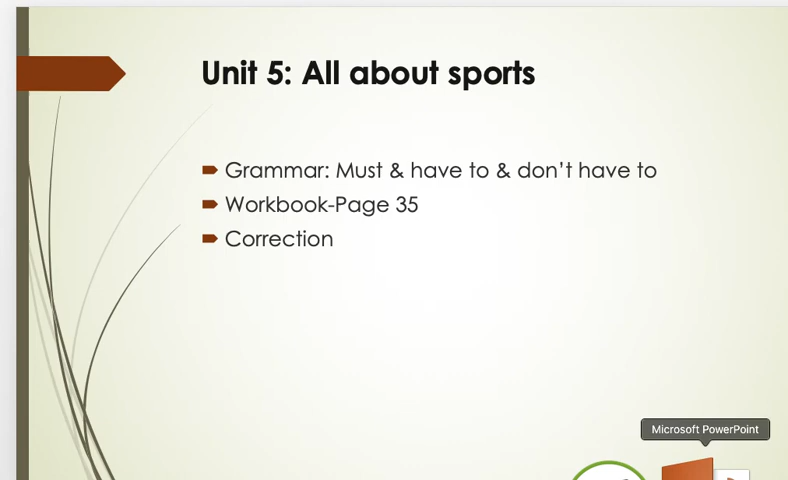 Unit 5: All about sports
Grammar: Must & have to & don't have to
Workbook-Page 35
Correction
Microsoft PowerPoint